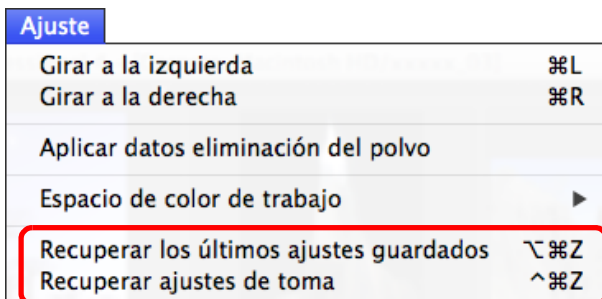 Ajuste
Girar a la izquierda ⌘L
Girar a la derecha ⌘R
Aplicar datos eliminación del polvo
Espacio de color de trabajo ▶
Recuperar los últimos ajustes guardados ⌥⌘Z
Recuperar ajustes de toma ^⌘Z